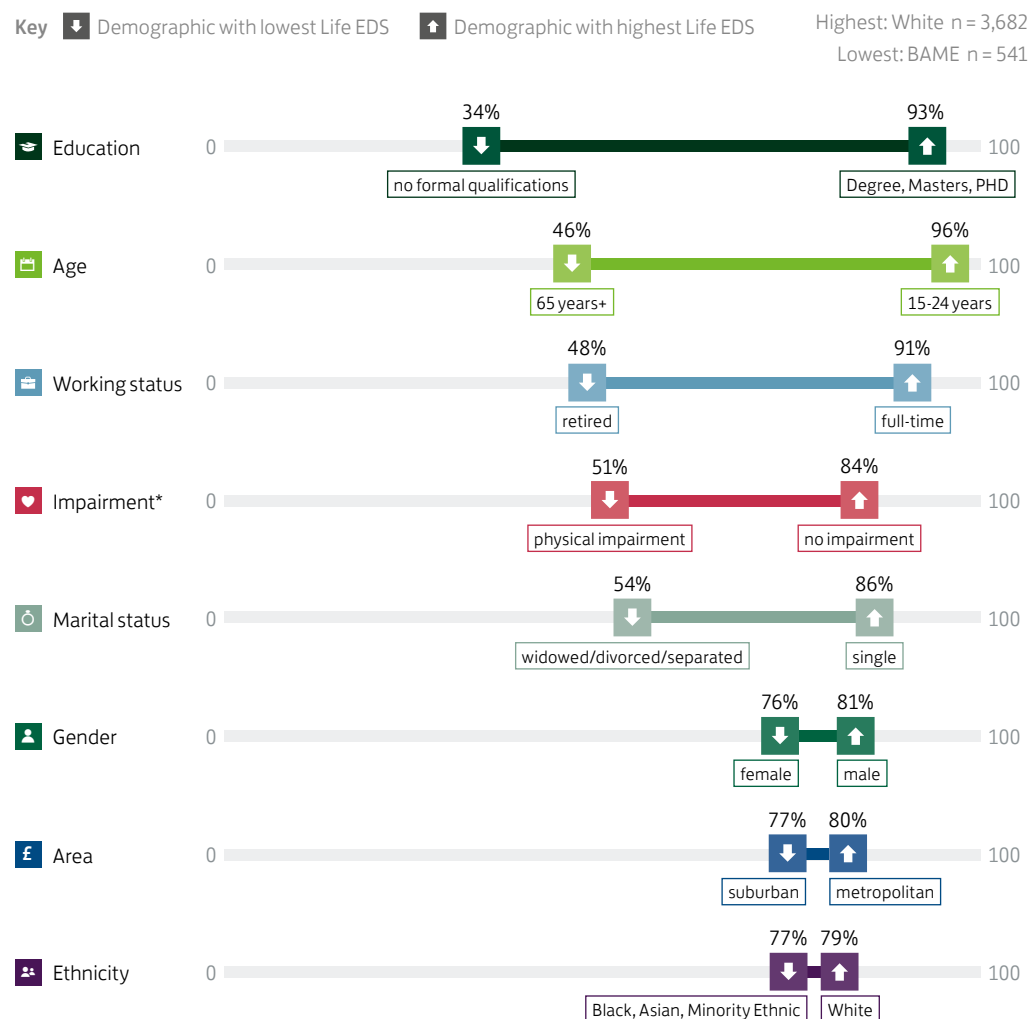 Key Demographic with lowest Life EDS Demographic with highest Life EDS Highest: White n = 3,682
Lowest: BAME n = 541
34% 93%
Education 0 100
no formal qualifications Degree, Masters, PHD
46% 96%
Age 0 100
65 years+ 15-24 years
48% 91%
Working status 0 100
retired full-time
51% 84%
Impairment* 0 100
physical impairment no impairment
54% 86%
Marital status 0 100
widowed/divorced/separated single
76% 81%
Gender 0 100
female male
77% 80%
£ Area 0 100
suburban metropolitan
77% 79%
Ethnicity 0 100
Black, Asian, Minority Ethnic White